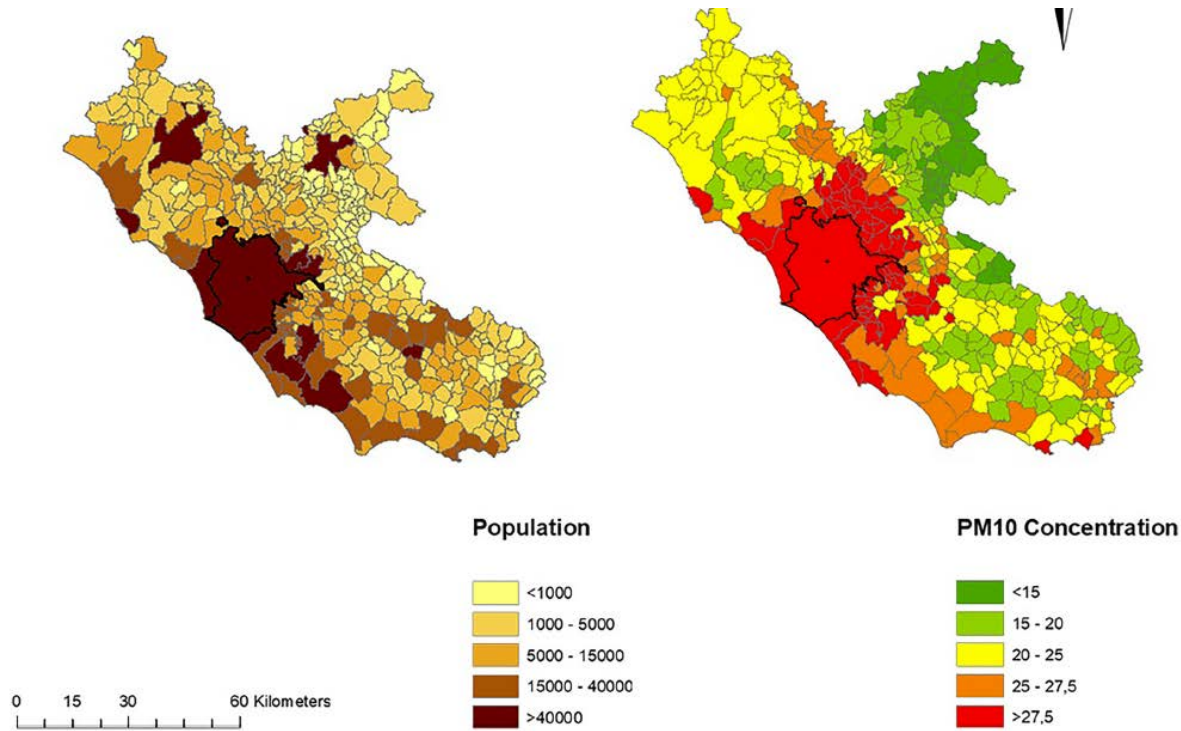 Population
<1000
1000 - 5000
5000 - 15000
15000 - 40000
>40000
PM10 Concentration
<15
15 - 20
20 - 25
25 - 27,5
>27,5
0 15 30 60 Kilometers